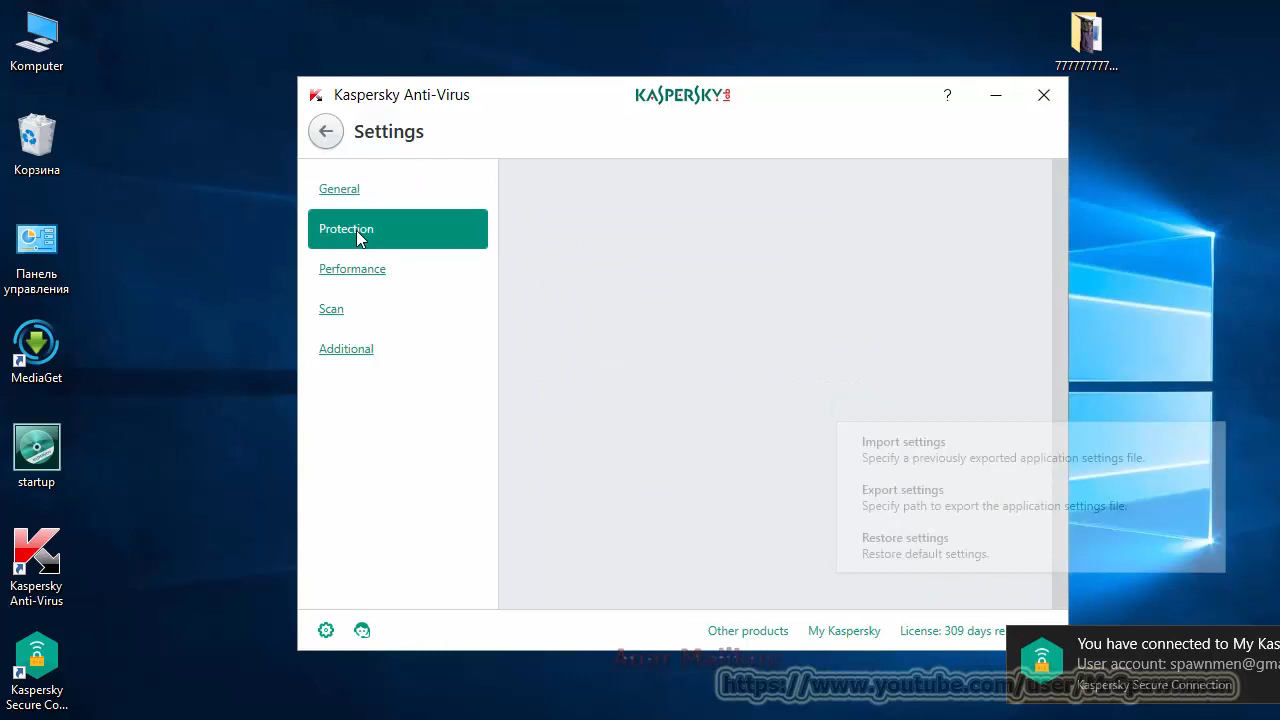 Komputer
Корзина
Панель
управления
MediaGet
startup
Kaspersky
Anti-Virus
Kaspersky
Secure Co...
777777777...
Kaspersky Anti-Virus
KASPERSKY lab
?
Settings
General
Protection
Performance
Scan
Additional
Import settings
Specify a previously exported application settings file.
Export settings
Specify path to export the application settings file.
Restore settings
Restore default settings.
Other products
My Kaspersky
License: 309 days re
You have connected to My Kas
User account: spawnmen@gma
Kaspersky Secure Connection
https://www.youtube.com/user/